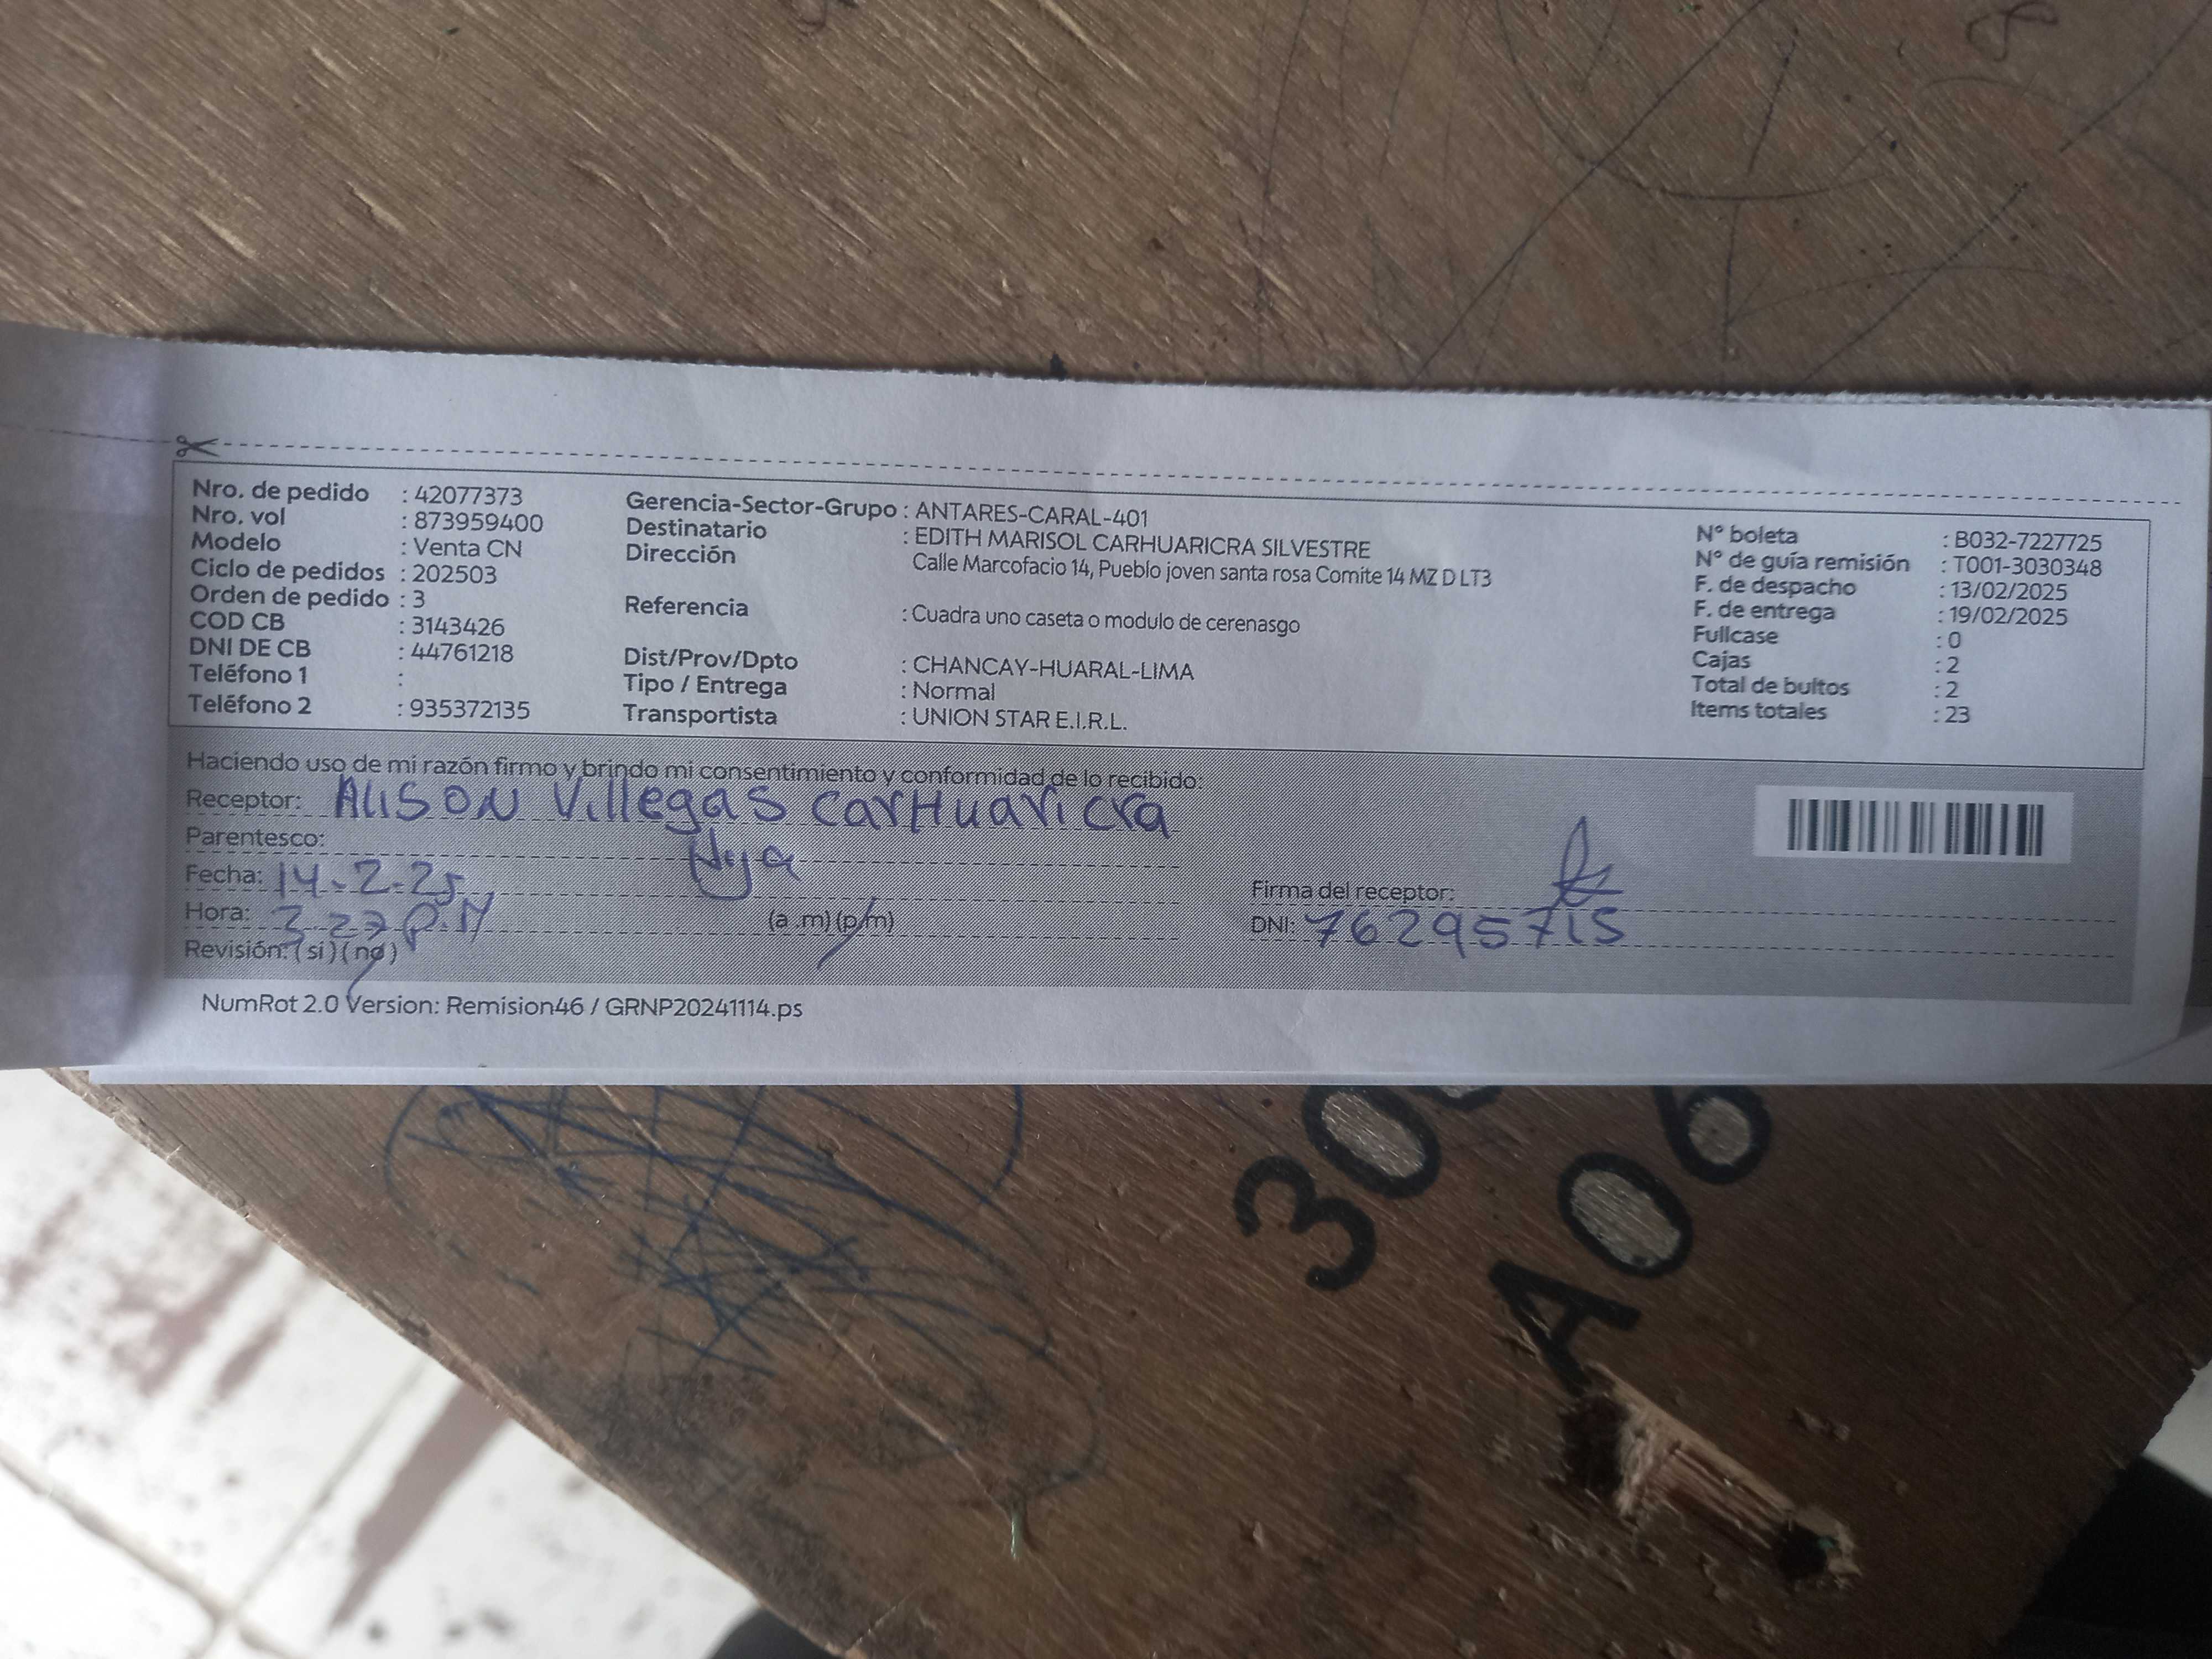 Nro. de pedido : 42077373
Nro. vol : 873959400
Modelo : Venta CN
Ciclo de pedidos : 202503
Orden de pedido : 3
COD CB : 3143426
DNI DE CB : 44761218
Teléfono 1 :
Teléfono 2 : 935372135
Gerencia-Sector-Grupo : ANTARES-CARAL-401
Destinatario : EDITH MARISOL CARHUARICRA SILVESTRE
Dirección Calle Marcofacio 14, Pueblo joven santa rosa Comite 14 MZ D LT3
Referencia : Cuadra uno caseta o modulo de cerenasgo
Dist/Prov/Dpto : CHANCAY-HUARAL-LIMA
Tipo / Entrega : Normal
Transportista : UNION STAR E.I.R.L.
N° boleta : B032-7227725
N° de guía remisión : T001-3030348
F. de despacho : 13/02/2025
F. de entrega : 19/02/2025
Fullcase : 0
Cajas : 2
Total de bultos : 2
Items totales : 23
Haciendo uso de mi razón firmo y brindo mi consentimiento y conformidad de lo recibido:
Receptor: Alison Villegas CarHuaricra
Parentesco: Hija
Fecha: 14-2-25
Hora: 3 27 P.M (a .m) (p/m)
Revisión: ( si ) ( no )
Firma del receptor:
DNI:
NumRot 2.0 Version: Remision46 / GRNP20241114.ps
A06